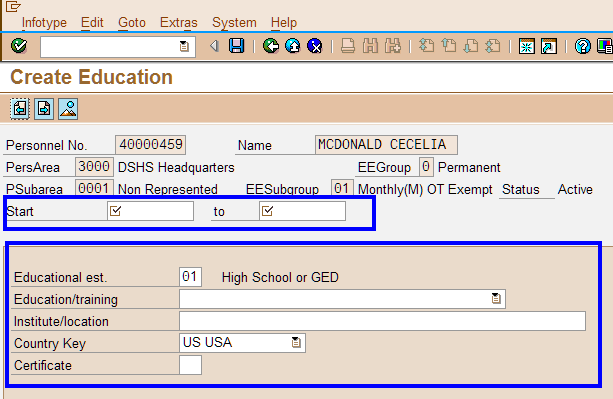 Infotype Edit Goto Extras System Help
Create Education
Personnel No. 40000459 Name MCDONALD CECELIA
PersArea 3000 DSHS Headquarters EEGroup 0 Permanent
PSubarea 0001 Non Represented EESubgroup 01 Monthly(M) OT Exempt Status Active
Start to
Educational est. 01 High School or GED
Education/training
Institute/location
Country Key US USA
Certificate